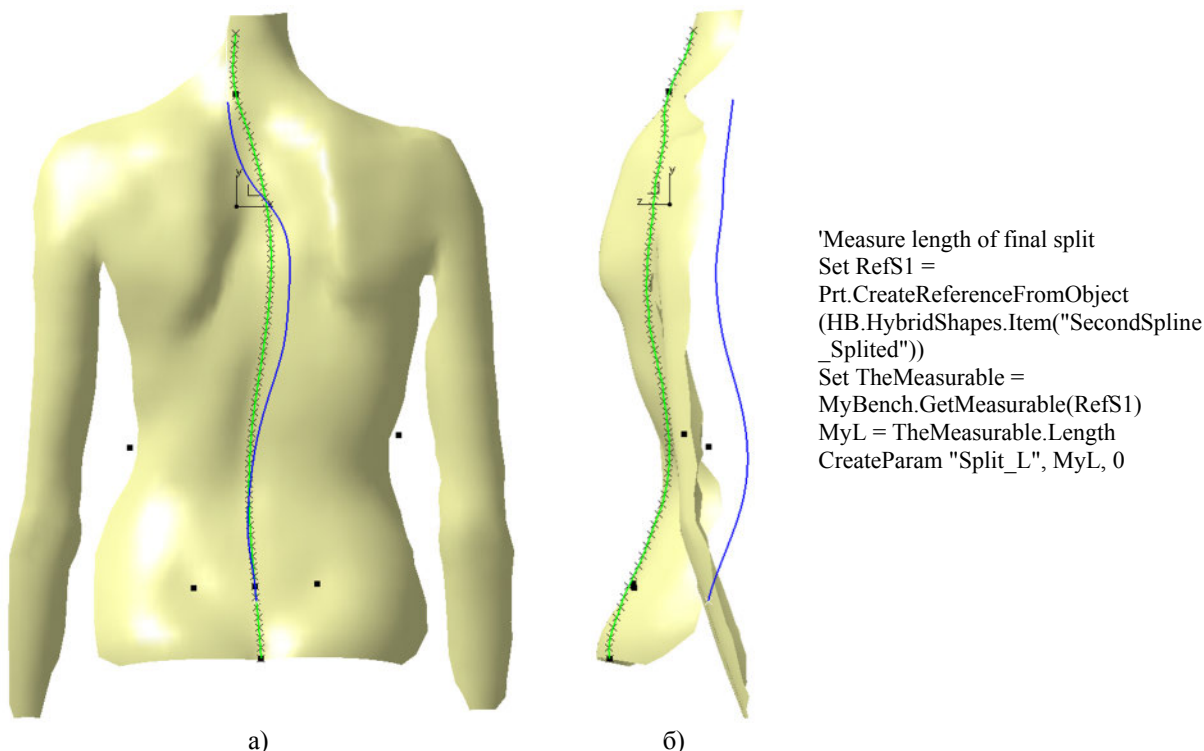 y
y
z
'Measure length of final split
Set RefS1 =
Prt.CreateReferenceFromObject
(HB.HybridShapes.Item("SecondSpline
_Splited"))
Set TheMeasurable =
MyBench.GetMeasurable(RefS1)
MyL = TheMeasurable.Length
CreateParam "Split_L", MyL, 0
а)
б)